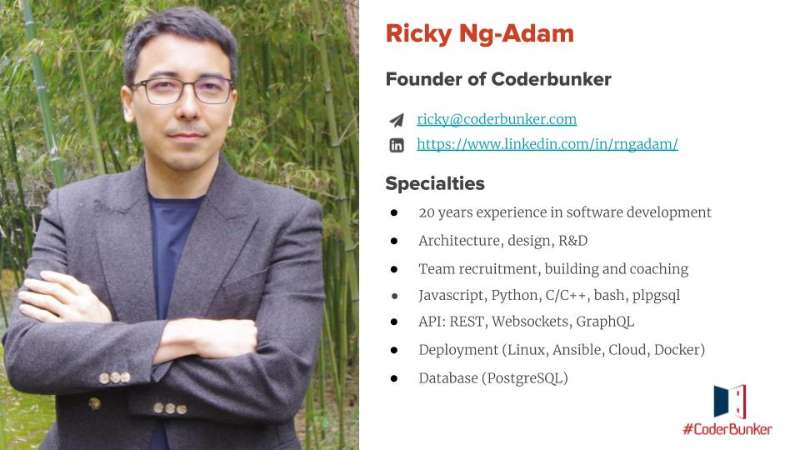 Ricky Ng-Adam
Founder of Coderbunker
ricky@coderbunker.com
https://www.linkedin.com/in/rngadam/
Specialties
● 20 years experience in software development
● Architecture, design, R&D
● Team recruitment, building and coaching
● Javascript, Python, C/C++, bash, plpgsql
● API: REST, Websockets, GraphQL
● Deployment (Linux, Ansible, Cloud, Docker)
● Database (PostgreSQL)
#CoderBunker